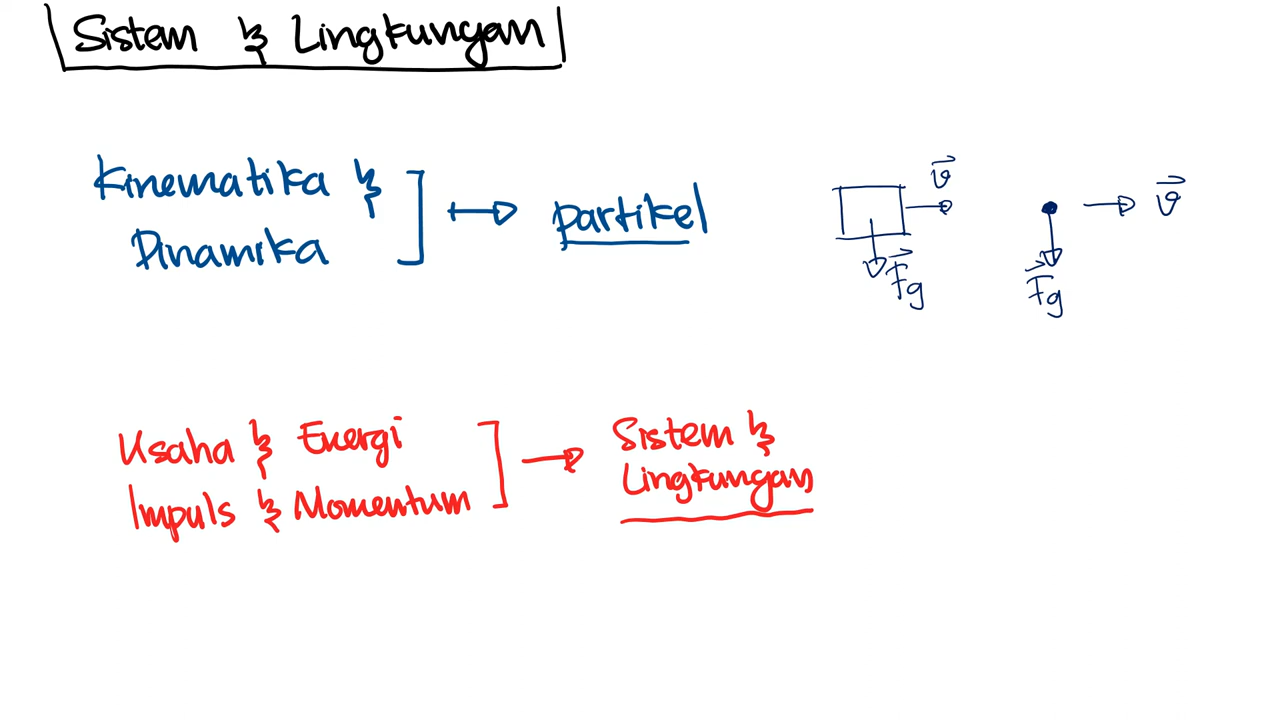 Sistem & Lingkungan
Kinematika &
Dinamika
partikel
v
Fg
v
Fg
Usaha & Energi
Impuls & Momentum
Sistem &
Lingkungan